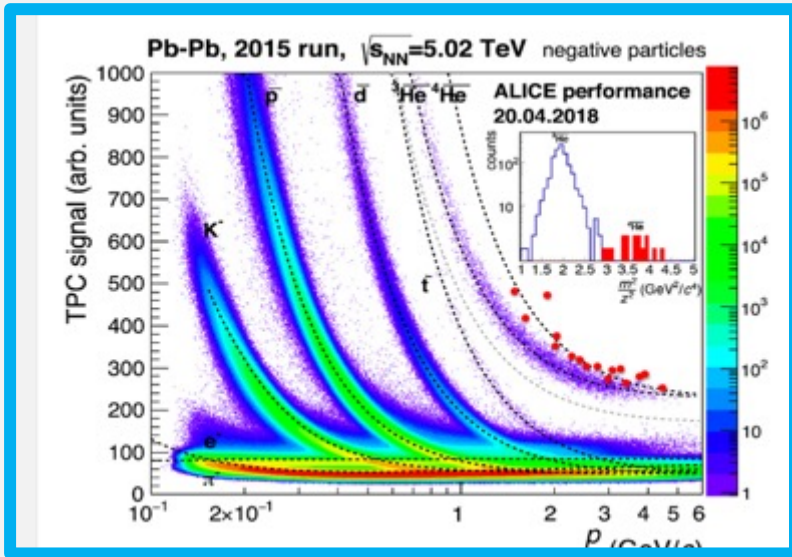 Pb-Pb, 2015 run, √sNN=5.02 TeV negative particles
TPC signal (arb. units)
1000
900
800
700
600
500
400
300
200
100
0
10⁻¹
2×10⁻¹
1
2
3
4
5
6
p (GeV/c)
p̄
d̄
³H̅e̅
⁴H̅e̅
K⁻
t̄
e⁻
π⁻
ALICE performance
20.04.2018
counts
10²
10
1
1.5
2
2.5
3
3.5
4
4.5
5
m²/z² (GeV²/c⁴)
10⁶
10⁵
10⁴
10³
10²
10
1